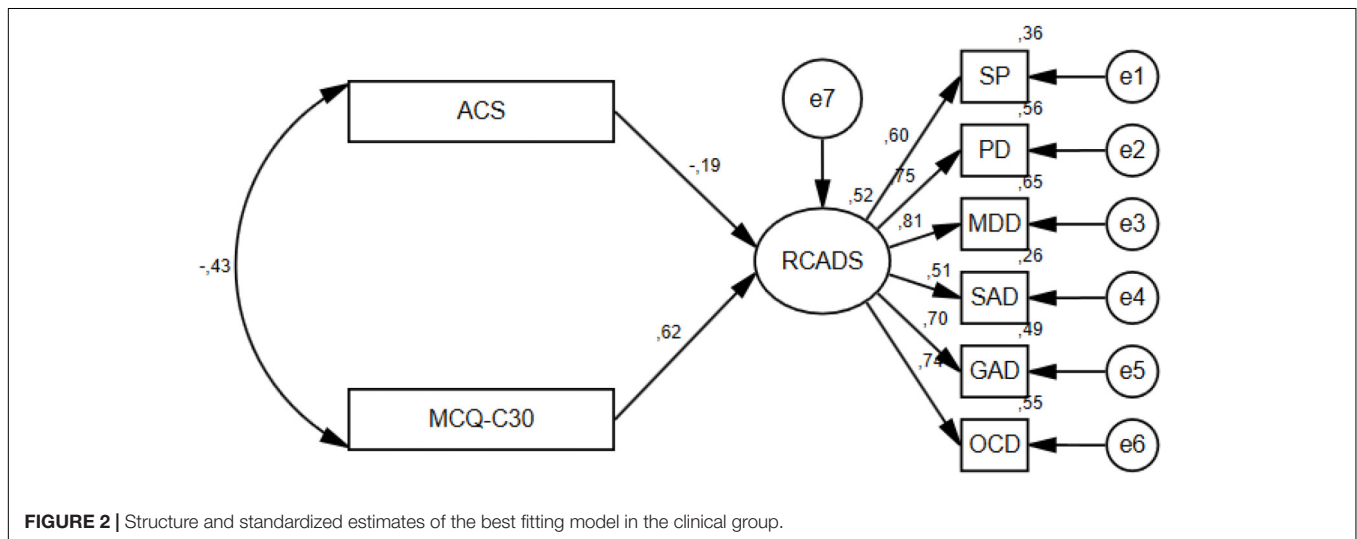 ,36
SP
e1
e7
ACS
,56
,60
PD
e2
-,19
,75
,65
,52
,81
MDD
e3
RCADS
,26
-,43
,51
SAD
e4
,70
,49
,62
,74
GAD
e5
,55
MCQ-C30
OCD
e6
FIGURE 2 | Structure and standardized estimates of the best fitting model in the clinical group.